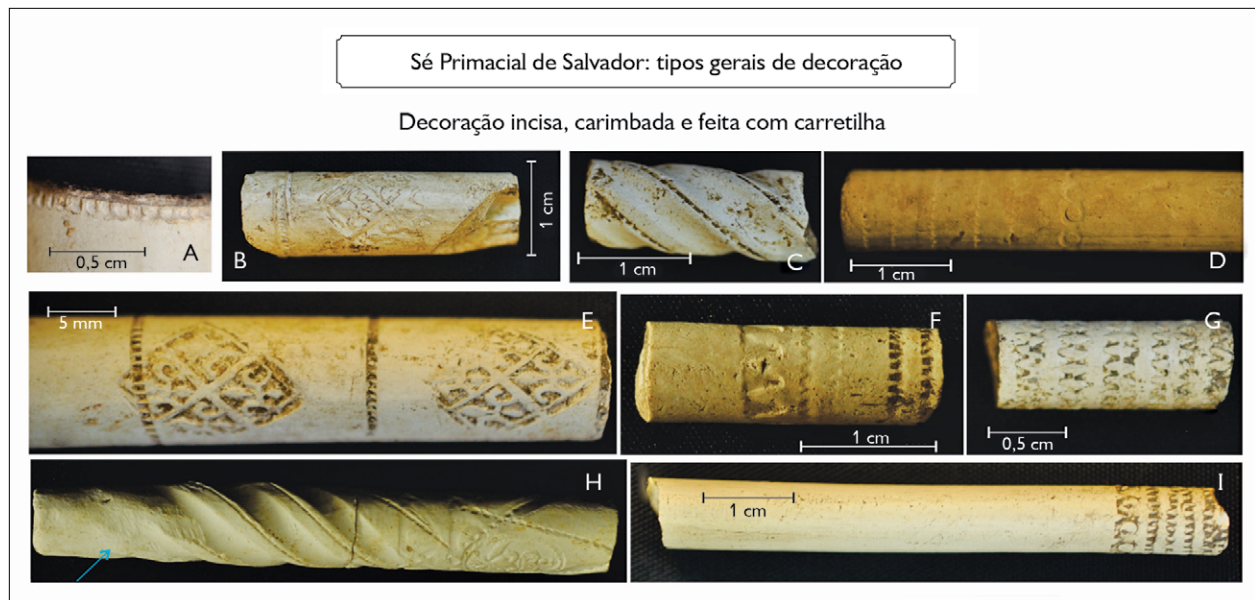 Sé Primacial de Salvador: tipos gerais de decoração
Decoração incisa, carimbada e feita com carretilha
0,5 cm
A
B
1 cm
1 cm
C
1 cm
D
5 mm
E
F
1 cm
G
0,5 cm
H
1 cm
I